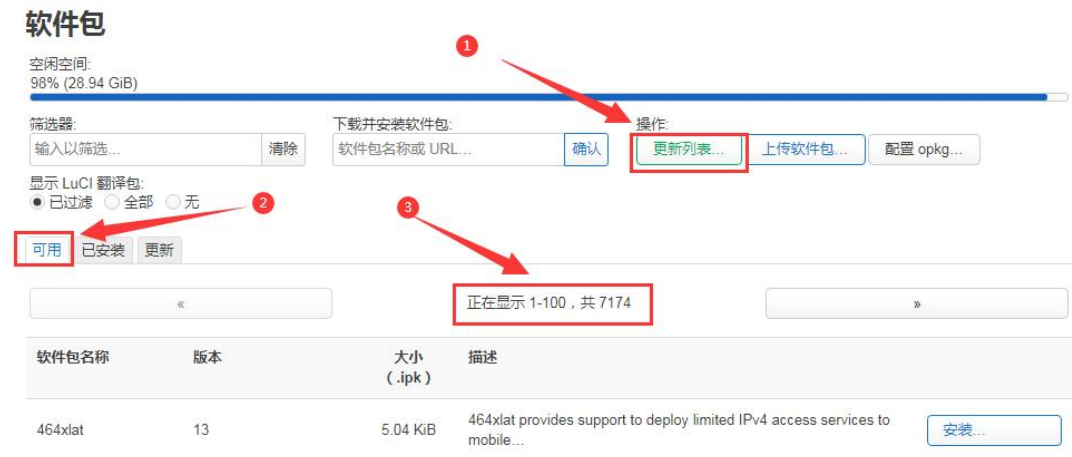 软件包
空闲空间:
98% (28.94 GiB)
1
筛选器:
下载并安装软件包:
操作:
输入以筛选...
清除
软件包名称或 URL...
确认
更新列表...
上传软件包...
配置 opkg...
显示 LuCI 翻译包:
已过滤 全部 无
2
3
可用 已安装 更新
«
正在显示 1-100，共 7174
»
软件包名称
版本
大小
（.ipk）
描述
464xlat
13
5.04 KiB
464xlat provides support to deploy limited IPv4 access services to
mobile…
安装...